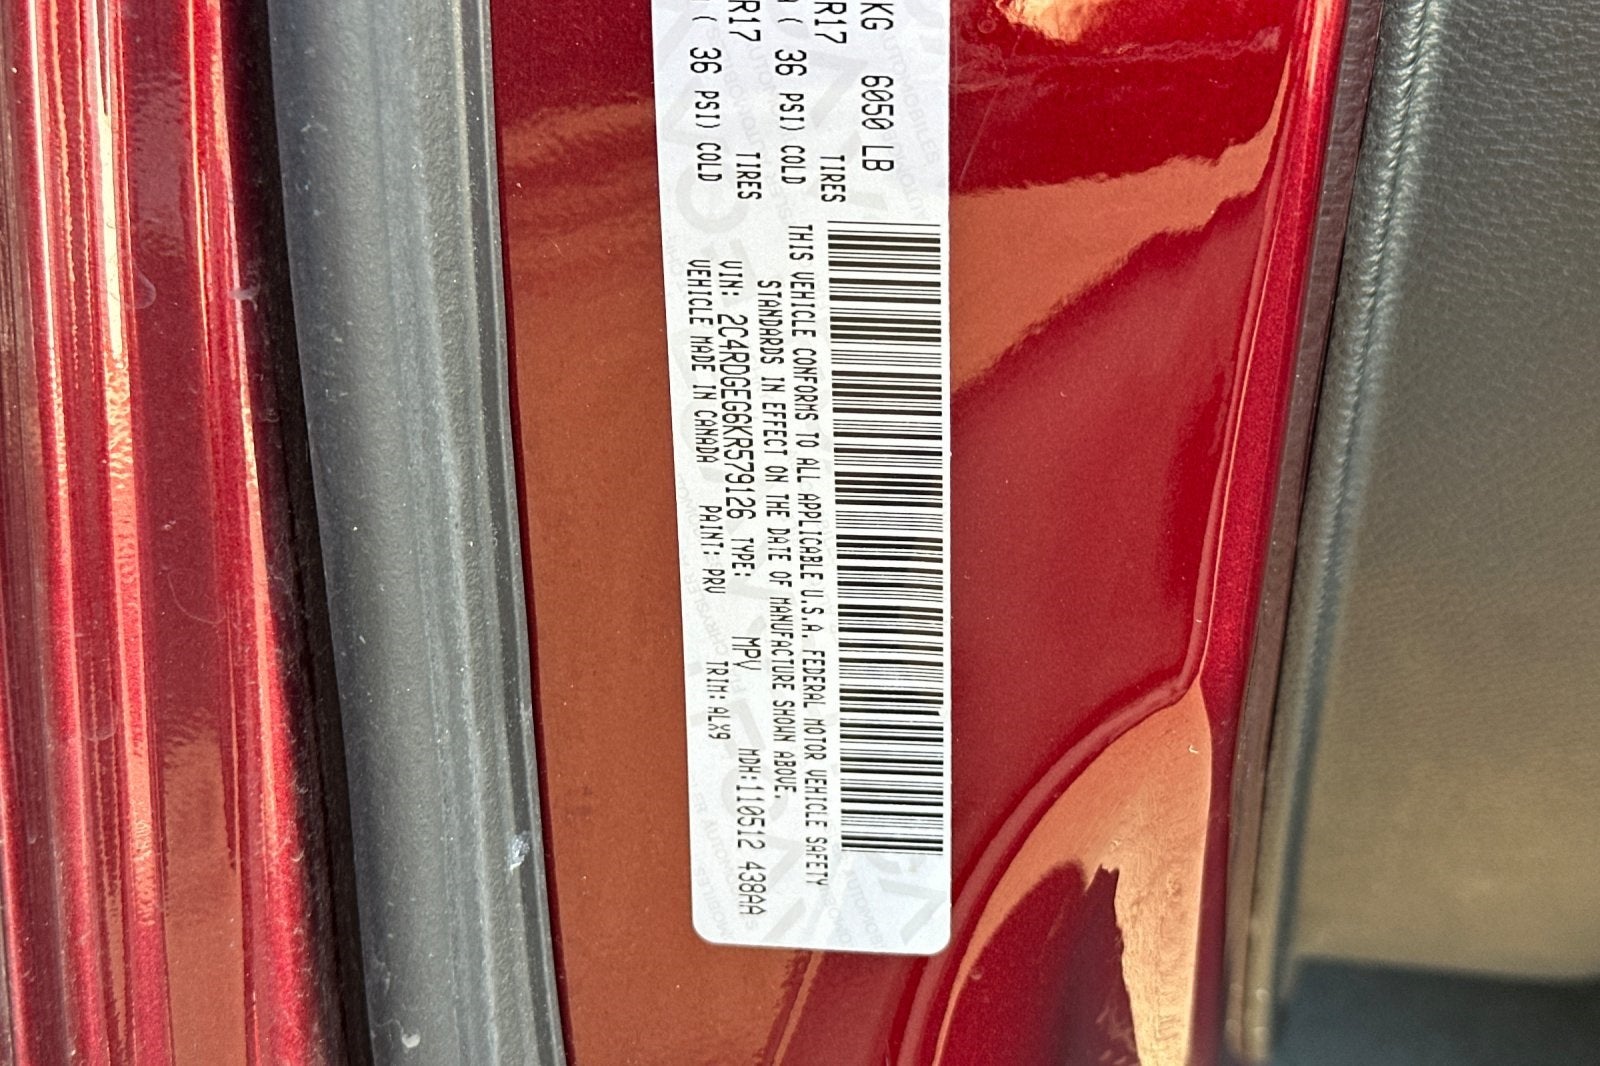 KG 6050 LB
R17 TIRES
( 36 PSI) COLD
R17 TIRES
( 36 PSI) COLD
THIS VEHICLE CONFORMS TO ALL APPLICABLE U.S.A. FEDERAL MOTOR VEHICLE SAFETY
STANDARDS IN EFFECT ON THE DATE OF MANUFACTURE SHOWN ABOVE.
VIN: 2C4RDGEG6KR579126 TYPE: MPV MDH:110512 438AA
VEHICLE MADE IN CANADA PAINT: PRV TRIM: ALX9